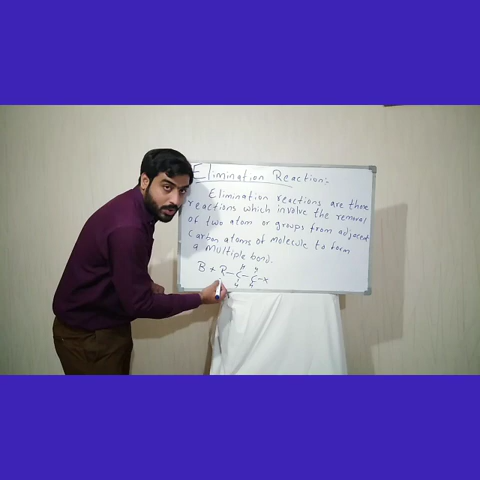 Elimination Reaction:-
Elimination reactions are those
reactions which involve the removal
of two atom or groups from adjacent
carbon atoms of molecule to form
a multiple bond.
H H
B + R - C - C - X
H H